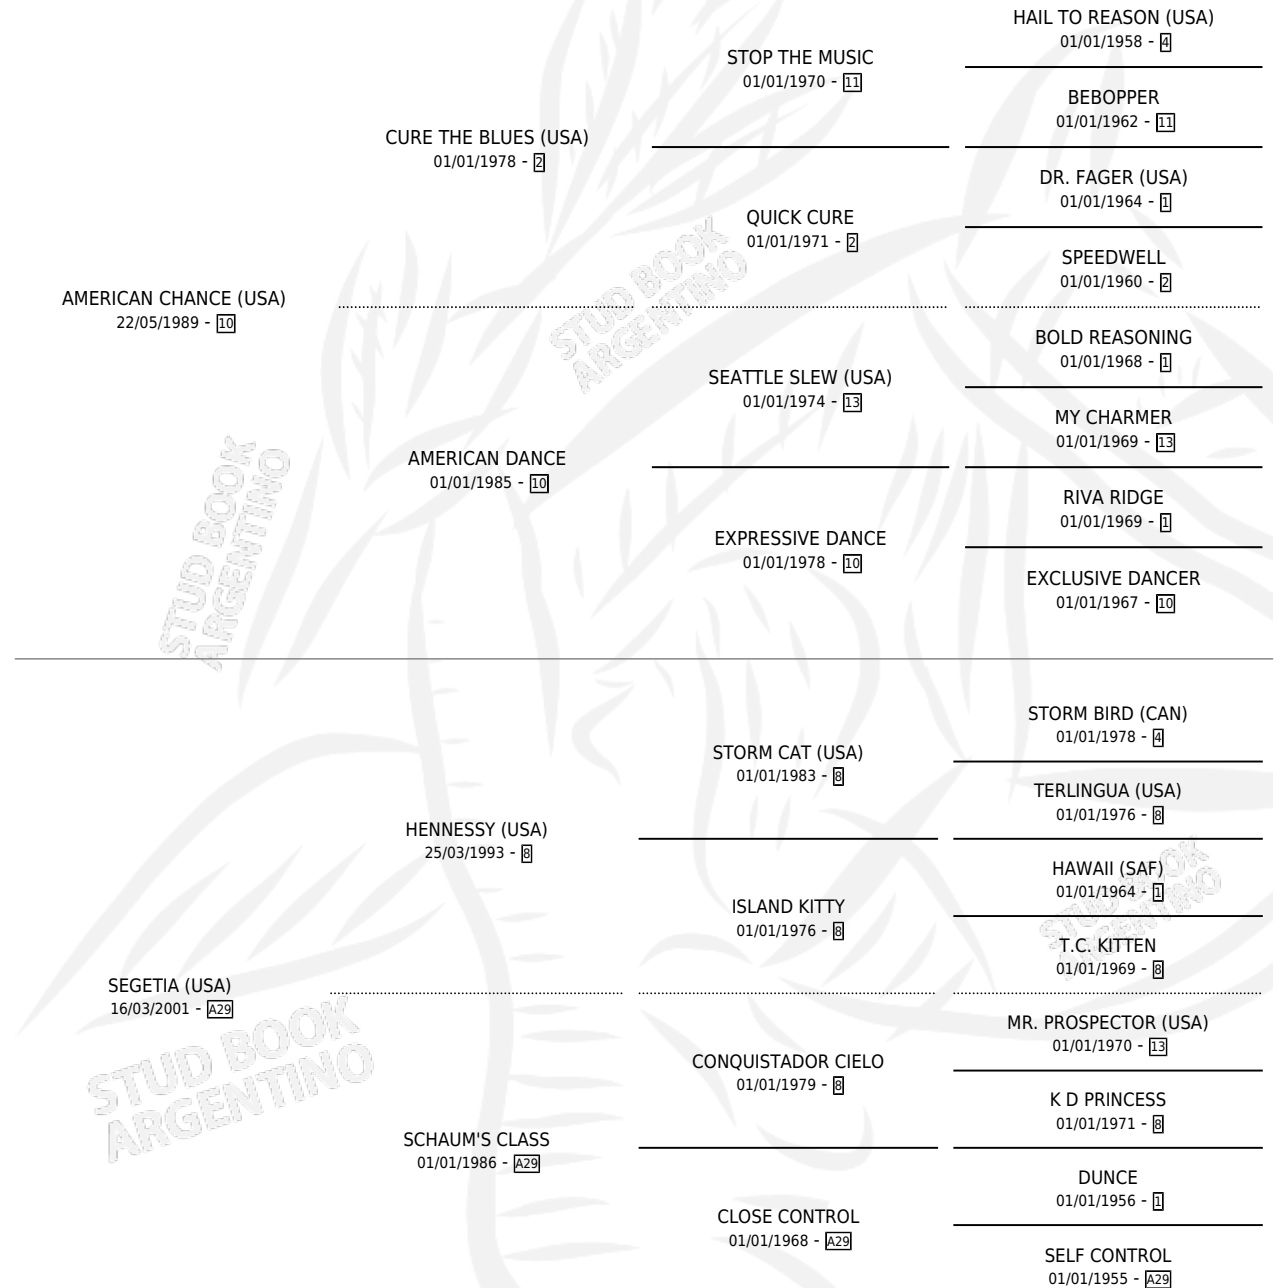 HAIL TO REASON (USA)
01/01/1958 - 4
STOP THE MUSIC
01/01/1970 - 11
BEBOPPER
01/01/1962 - 11
CURE THE BLUES (USA)
01/01/1978 - 2
DR. FAGER (USA)
01/01/1964 - 1
QUICK CURE
01/01/1971 - 2
SPEEDWELL
01/01/1960 - 2
AMERICAN CHANCE (USA)
22/05/1989 - 10
BOLD REASONING
01/01/1968 - 1
SEATTLE SLEW (USA)
01/01/1974 - 13
MY CHARMER
01/01/1969 - 13
AMERICAN DANCE
01/01/1985 - 10
RIVA RIDGE
01/01/1969 - 1
EXPRESSIVE DANCE
01/01/1978 - 10
EXCLUSIVE DANCER
01/01/1967 - 10
STORM BIRD (CAN)
01/01/1978 - 4
STORM CAT (USA)
01/01/1983 - 8
TERLINGUA (USA)
01/01/1976 - 8
HENNESSY (USA)
25/03/1993 - 8
HAWAII (SAF)
01/01/1964 - 1
ISLAND KITTY
01/01/1976 - 8
T.C. KITTEN
01/01/1969 - 8
SEGETIA (USA)
16/03/2001 - A29
MR. PROSPECTOR (USA)
01/01/1970 - 13
CONQUISTADOR CIELO
01/01/1979 - 8
K D PRINCESS
01/01/1971 - 8
SCHAUM'S CLASS
01/01/1986 - A29
DUNCE
01/01/1956 - 1
CLOSE CONTROL
01/01/1968 - A29
SELF CONTROL
01/01/1955 - A29
STUD BOOK
ARGENTINO
STUD BOOK
ARGENTINO
STUD BOOK
ARGENTINO
STUD BOOK
ARGENTINO